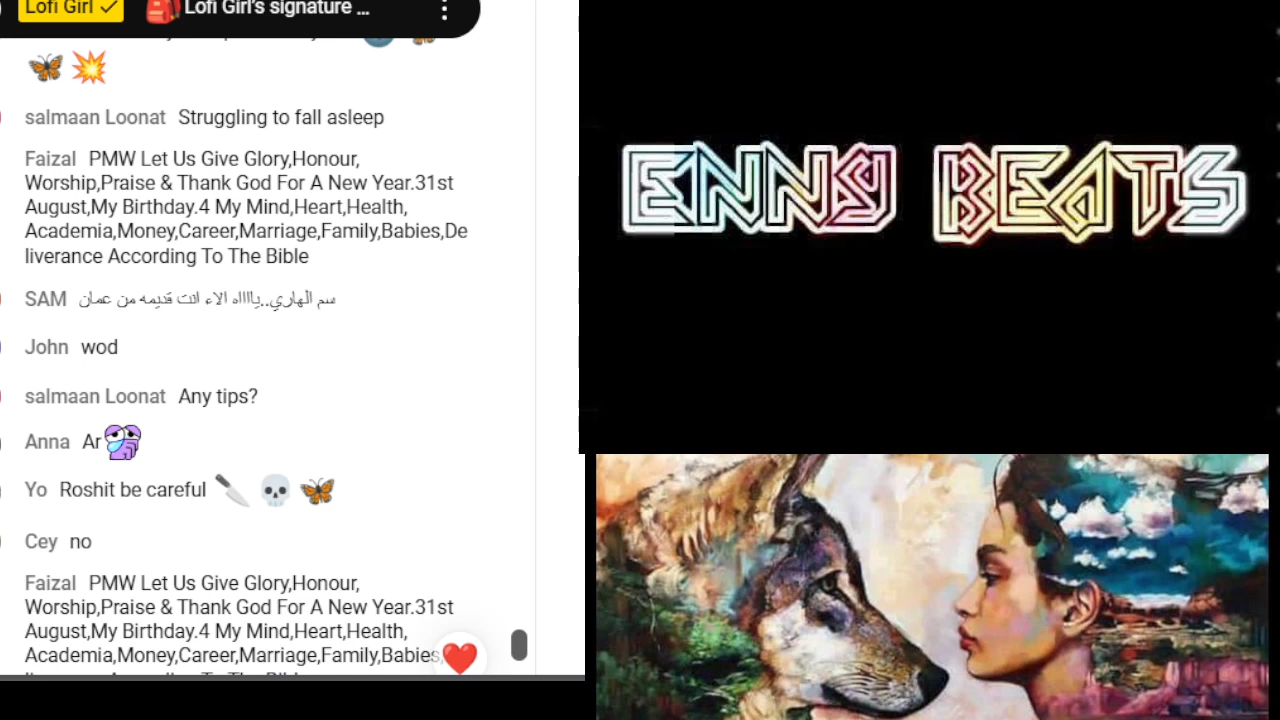 Lofi Girl
Lofi Girl's signature ...
salmaan Loonat Struggling to fall asleep
Faizal PMW Let Us Give Glory,Honour,
Worship,Praise & Thank God For A New Year.31st
August,My Birthday.4 My Mind,Heart,Health,
Academia,Money,Career,Marriage,Family,Babies,De
liverance According To The Bible
SAM سم الهاري..يااااه الاء انت قديمه من عمان
John wod
salmaan Loonat Any tips?
Anna Ar
Yo Roshit be careful
Cey no
Faizal PMW Let Us Give Glory,Honour,
Worship,Praise & Thank God For A New Year.31st
August,My Birthday.4 My Mind,Heart,Health,
Academia,Money,Career,Marriage,Family,Babies,
ENNY BEATS